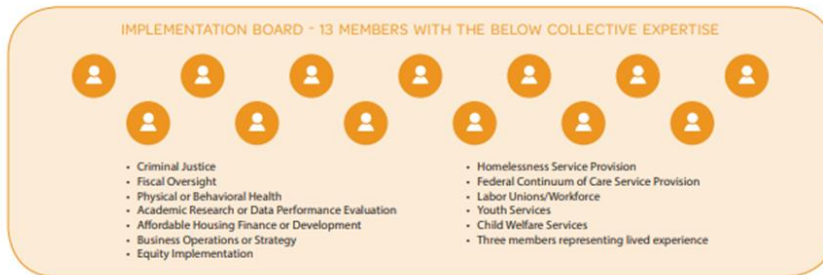 IMPLEMENTATION BOARD - 13 MEMBERS WITH THE BELOW COLLECTIVE EXPERTISE
• Criminal Justice
• Fiscal Oversight
• Physical or Behavioral Health
• Academic Research or Data Performance Evaluation
• Affordable Housing Finance or Development
• Business Operations or Strategy
• Equity Implementation
• Homelessness Service Provision
• Federal Continuum of Care Service Provision
• Labor Unions/Workforce
• Youth Services
• Child Welfare Services
• Three members representing lived experience